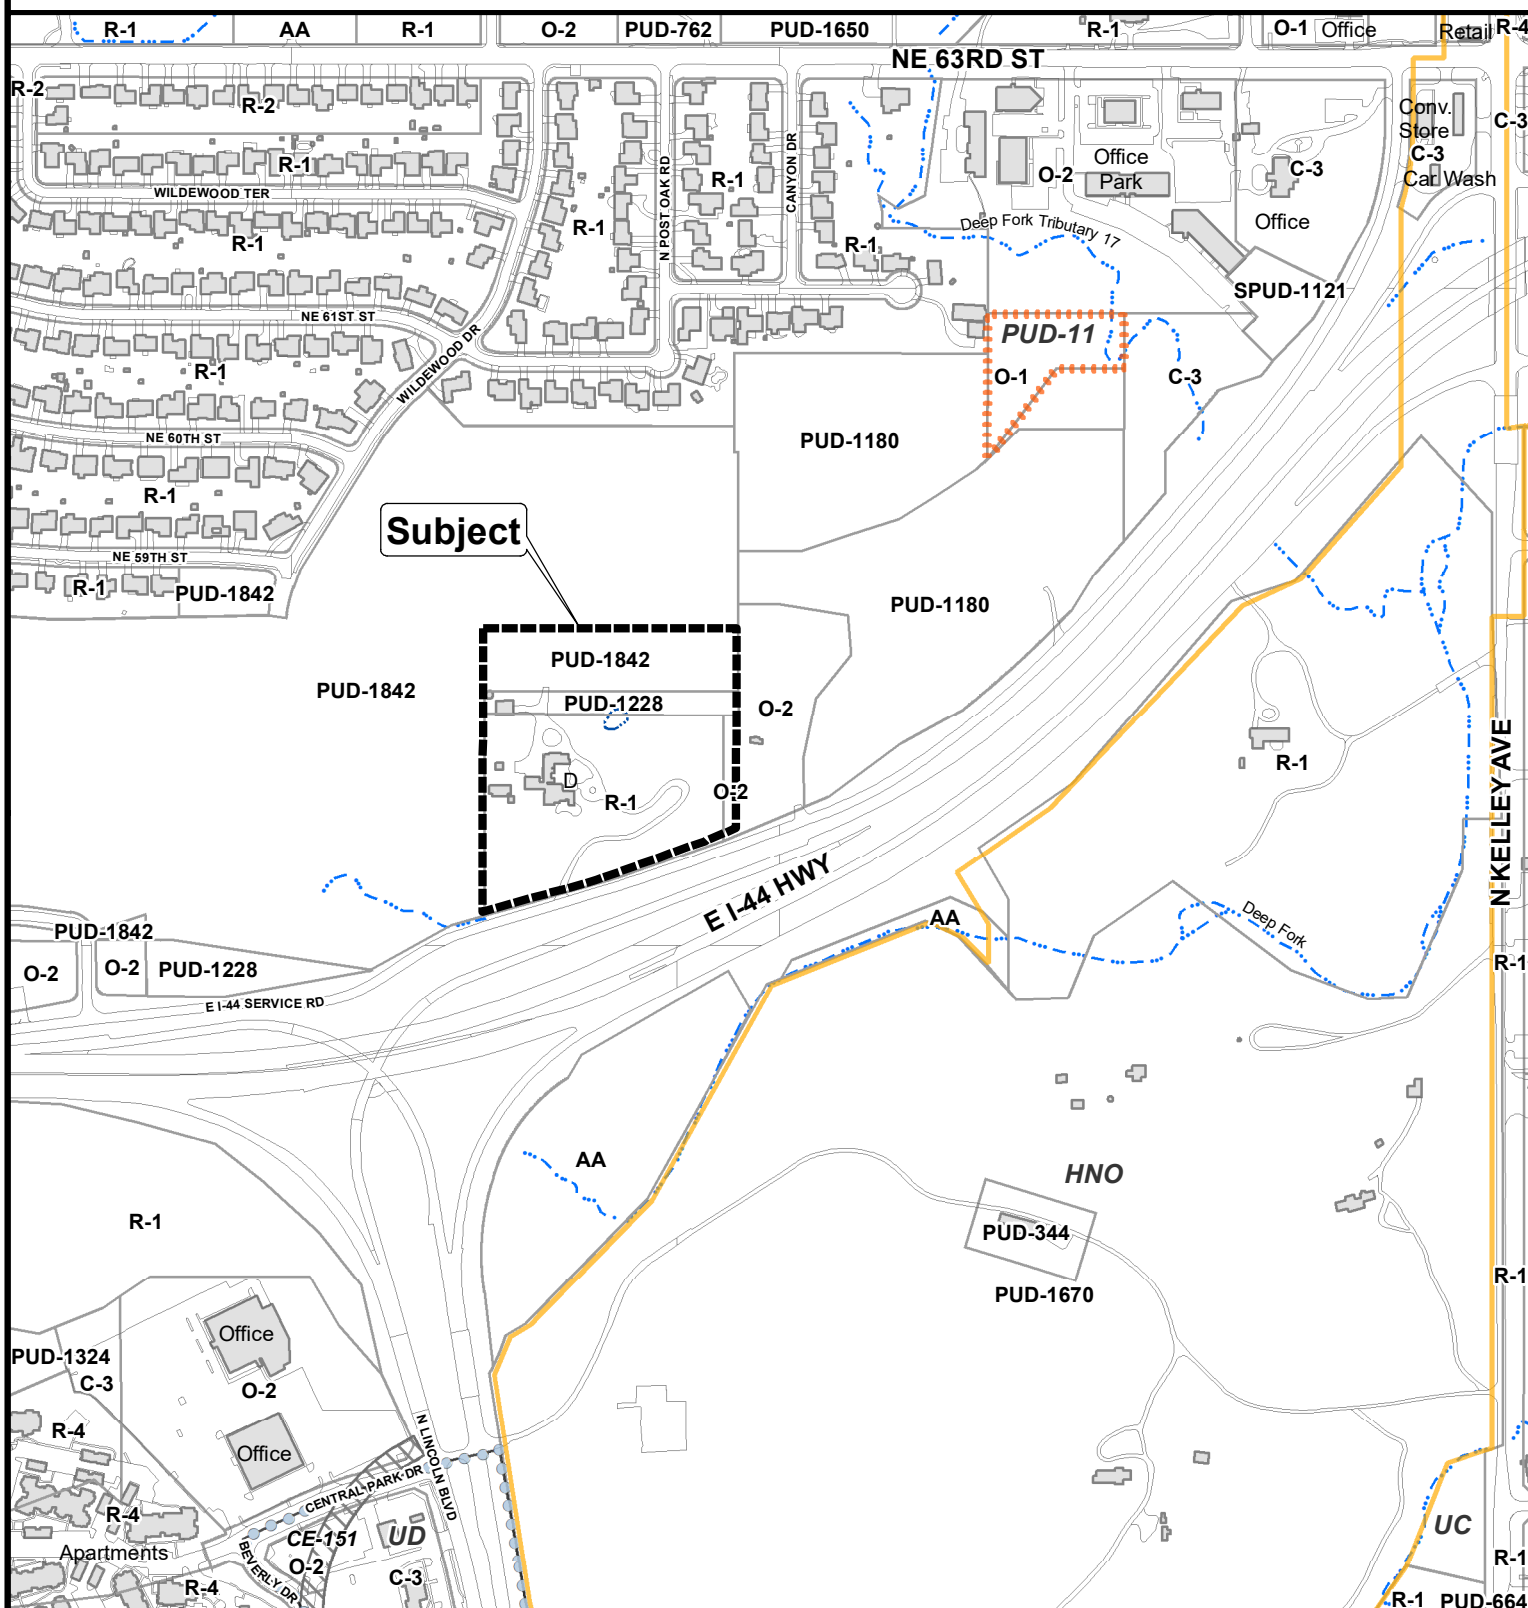 R-1
AA
R-1
O-2
PUD-762
PUD-1650
R-1
O-1
Office
Retail
R-4
NE 63RD ST
R-2
R-2
Conv.
Store
C-3
C-3
Car Wash
R-1
WILDEWOOD TER
R-1
N POST OAK RD
R-1
CANYON DR
R-1
R-1
O-2
Office
Park
C-3
Office
Deep Fork Tributary 17
SPUD-1121
NE 61ST ST
WILDEWOOD DR
R-1
PUD-11
O-1
C-3
NE 60TH ST
PUD-1180
R-1
Subject
NE 59TH ST
R-1
PUD-1842
PUD-1180
PUD-1842
PUD-1842
PUD-1228
O-2
D
R-1
O-2
R-1
N KELLEY AVE
E I-44 HWY
AA
Deep Fork
PUD-1842
O-2
O-2
PUD-1228
R-1
E I-44 SERVICE RD
AA
HNO
R-1
PUD-344
PUD-1670
R-1
Office
PUD-1324
C-3
O-2
R-4
Office
N LINCOLN BLVD
CENTRAL PARK DR
R-4
CE-151
UD
UC
Apartments
O-2
BEVERLY DR
C-3
R-4
R-1
R-1
PUD-664